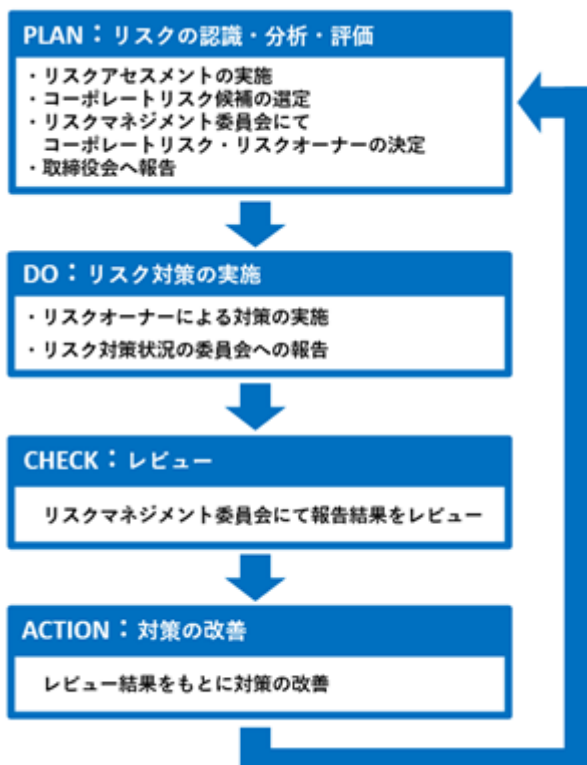 PLAN：リスクの認識・分析・評価
・リスクアセスメントの実施
・コーポレートリスク候補の選定
・リスクマネジメント委員会にて
コーポレートリスク・リスクオーナーの決定
・取締役会へ報告
DO：リスク対策の実施
・リスクオーナーによる対策の実施
・リスク対策状況の委員会への報告
CHECK：レビュー
リスクマネジメント委員会にて報告結果をレビュー
ACTION：対策の改善
レビュー結果をもとに対策の改善